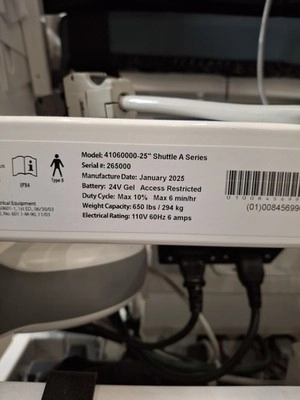 Model: 41060000-25" Shuttle A Series
Serial #: 265000
Manufacture Date: January 2025
Battery: 24V Gel Access Restricted
Duty Cycle: Max 10% Max 6 min/hr
Weight Capacity: 650 lbs / 294 kg
Electrical Rating: 110V 60Hz 6 amps
IPX4
Type B
(01)00845699